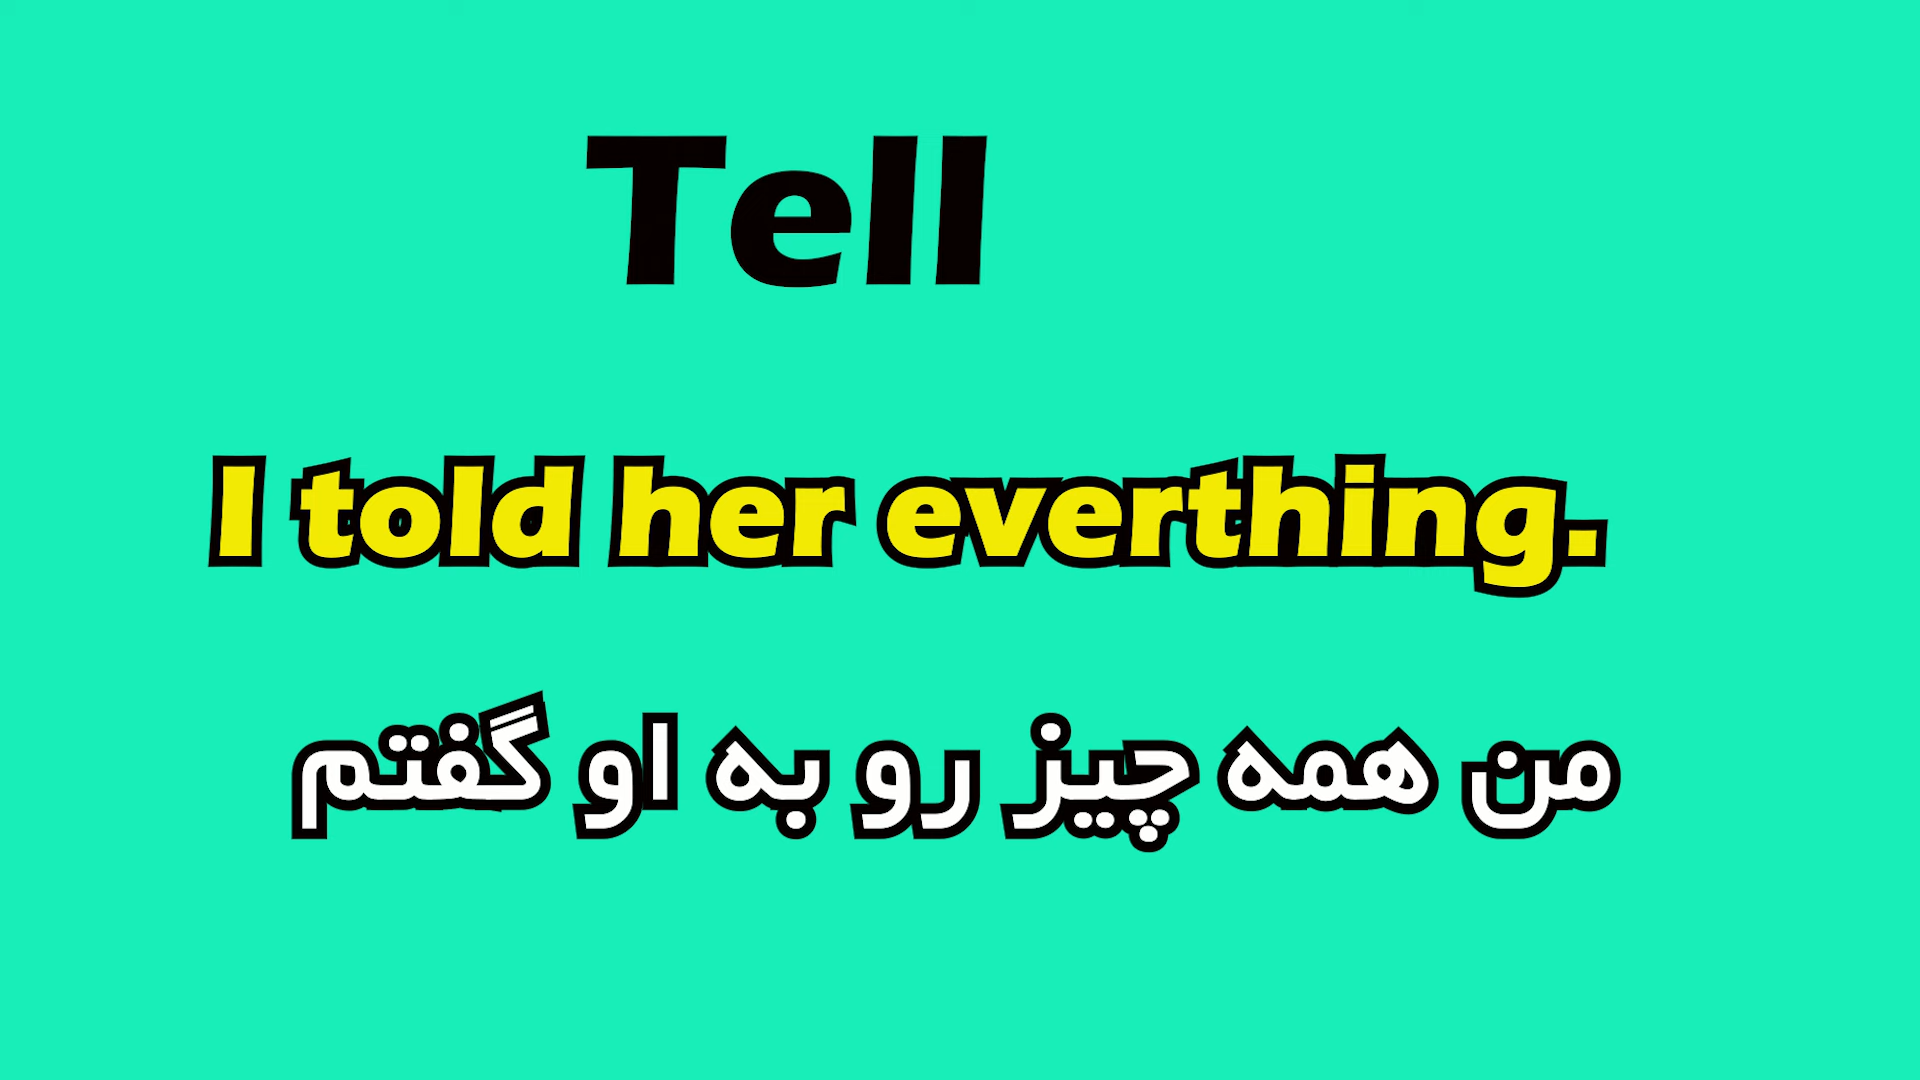 Tell
I told her everthing.
من همه چیز رو به او گفتم